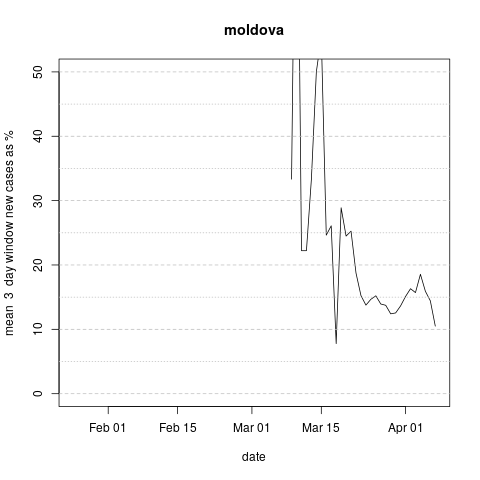 moldova
mean  3  day window new cases as %
50
40
30
20
10
0
Feb 01
Feb 15
Mar 01
Mar 15
Apr 01
date